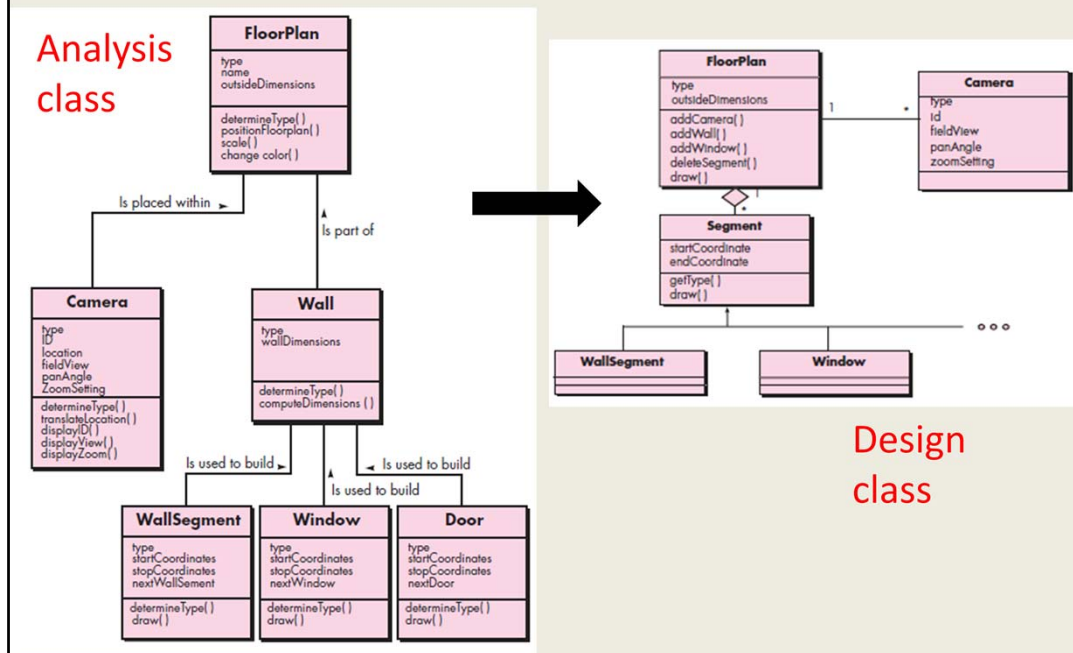 Analysis
class
FloorPlan
type
name
outsideDimensions
determineType( )
positionFloorplan( )
scale( )
change color( )
Is placed within
Is part of
Camera
type
ID
location
fieldView
panAngle
ZoomSetting
determineType( )
translateLocation( )
displayID( )
displayView( )
displayZoom( )
Wall
type
wallDimensions
determineType( )
computeDimensions ( )
Is used to build
Is used to build
Is used to build
WallSegment
type
startCoordinates
stopCoordinates
nextWallSement
determineType( )
draw( )
Window
type
startCoordinates
stopCoordinates
nextWindow
determineType( )
draw( )
Door
type
startCoordinates
stopCoordinates
nextDoor
determineType( )
draw( )
FloorPlan
type
outsideDimensions
addCamera( )
addWall( )
addWindow( )
deleteSegment( )
draw( )
1
*
Camera
type
id
fieldView
panAngle
zoomSetting
1
*
Segment
startCoordinate
endCoordinate
getType( )
draw( )
WallSegment
Window
Design
class